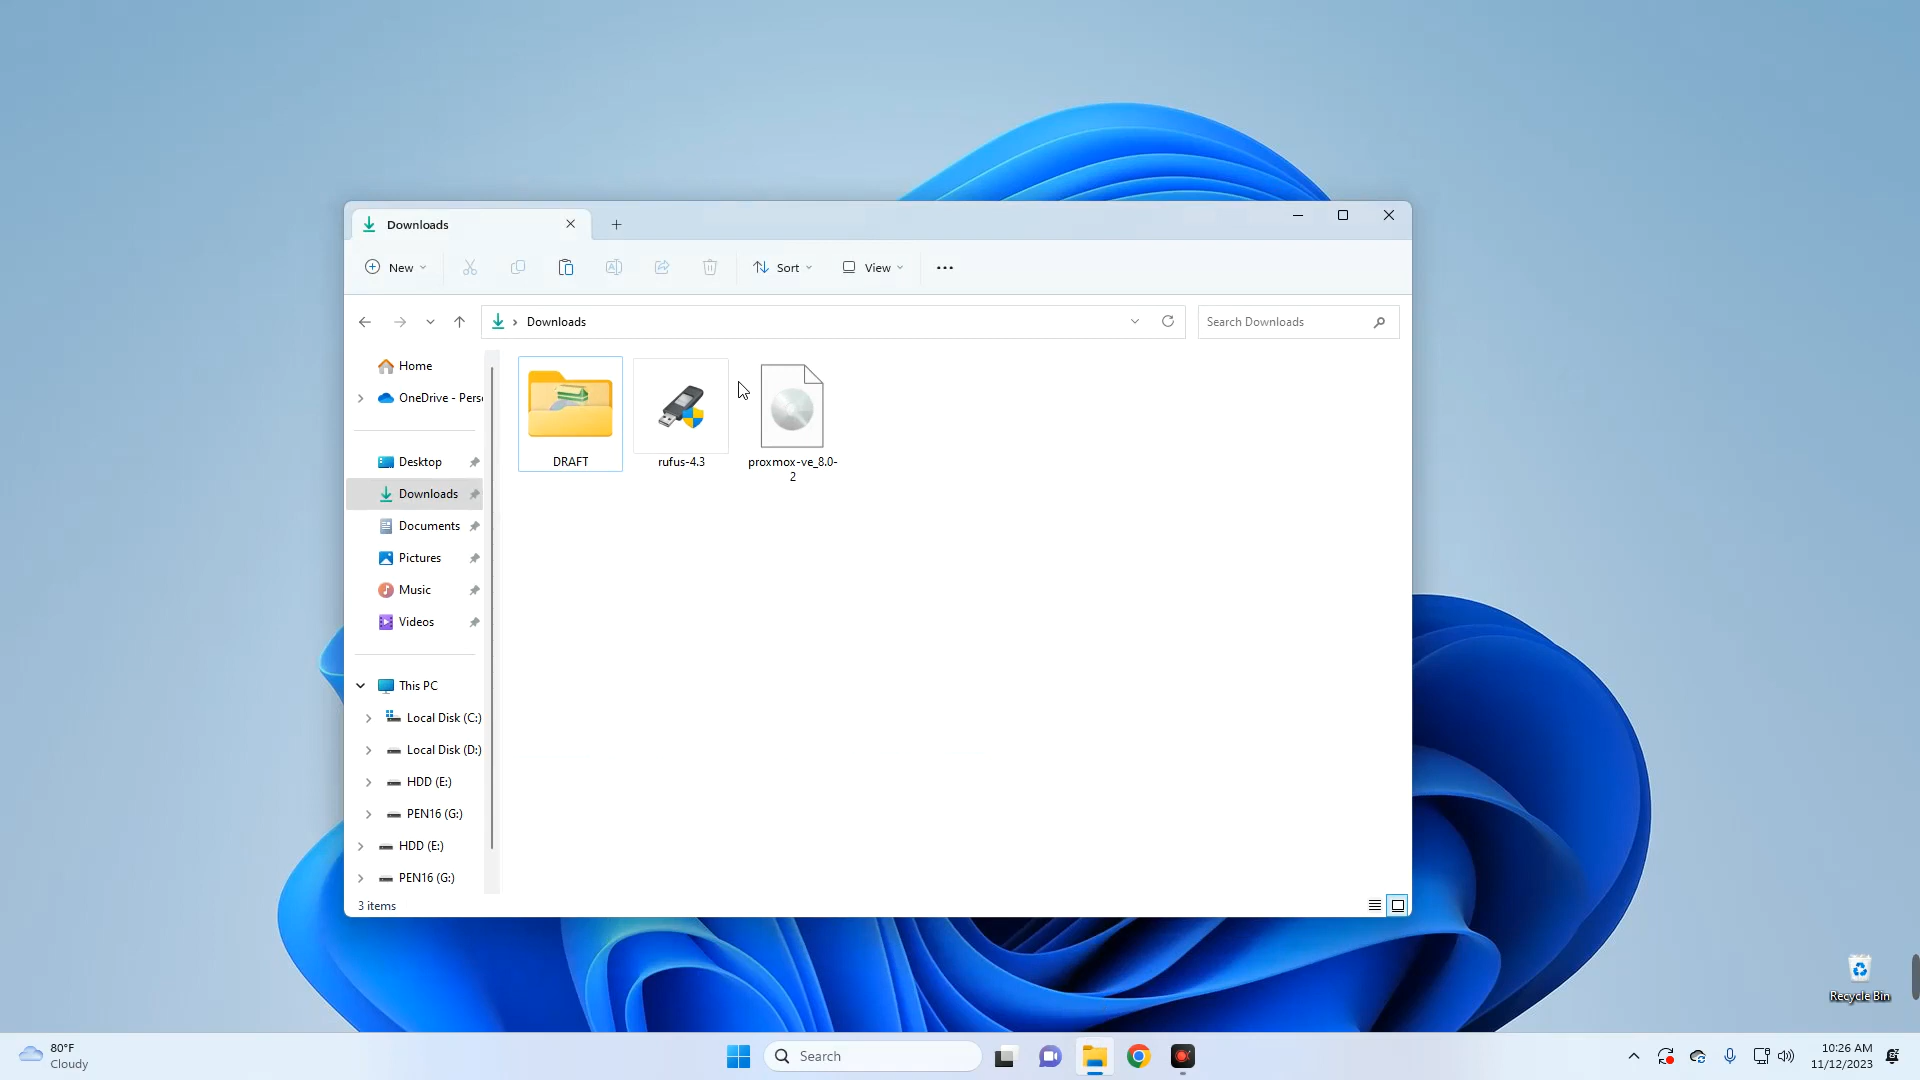 Downloads
New
Sort
View
Downloads
Search Downloads
Home
OneDrive - Pers
Desktop
Downloads
Documents
Pictures
Music
Videos
This PC
Local Disk (C:)
Local Disk (D:)
HDD (E:)
PEN16 (G:)
HDD (E:)
PEN16 (G:)
DRAFT
rufus-4.3
proxmox-ve_8.0-
2
3 items
Recycle Bin
80°F
Cloudy
Search
10:26 AM
11/12/2023